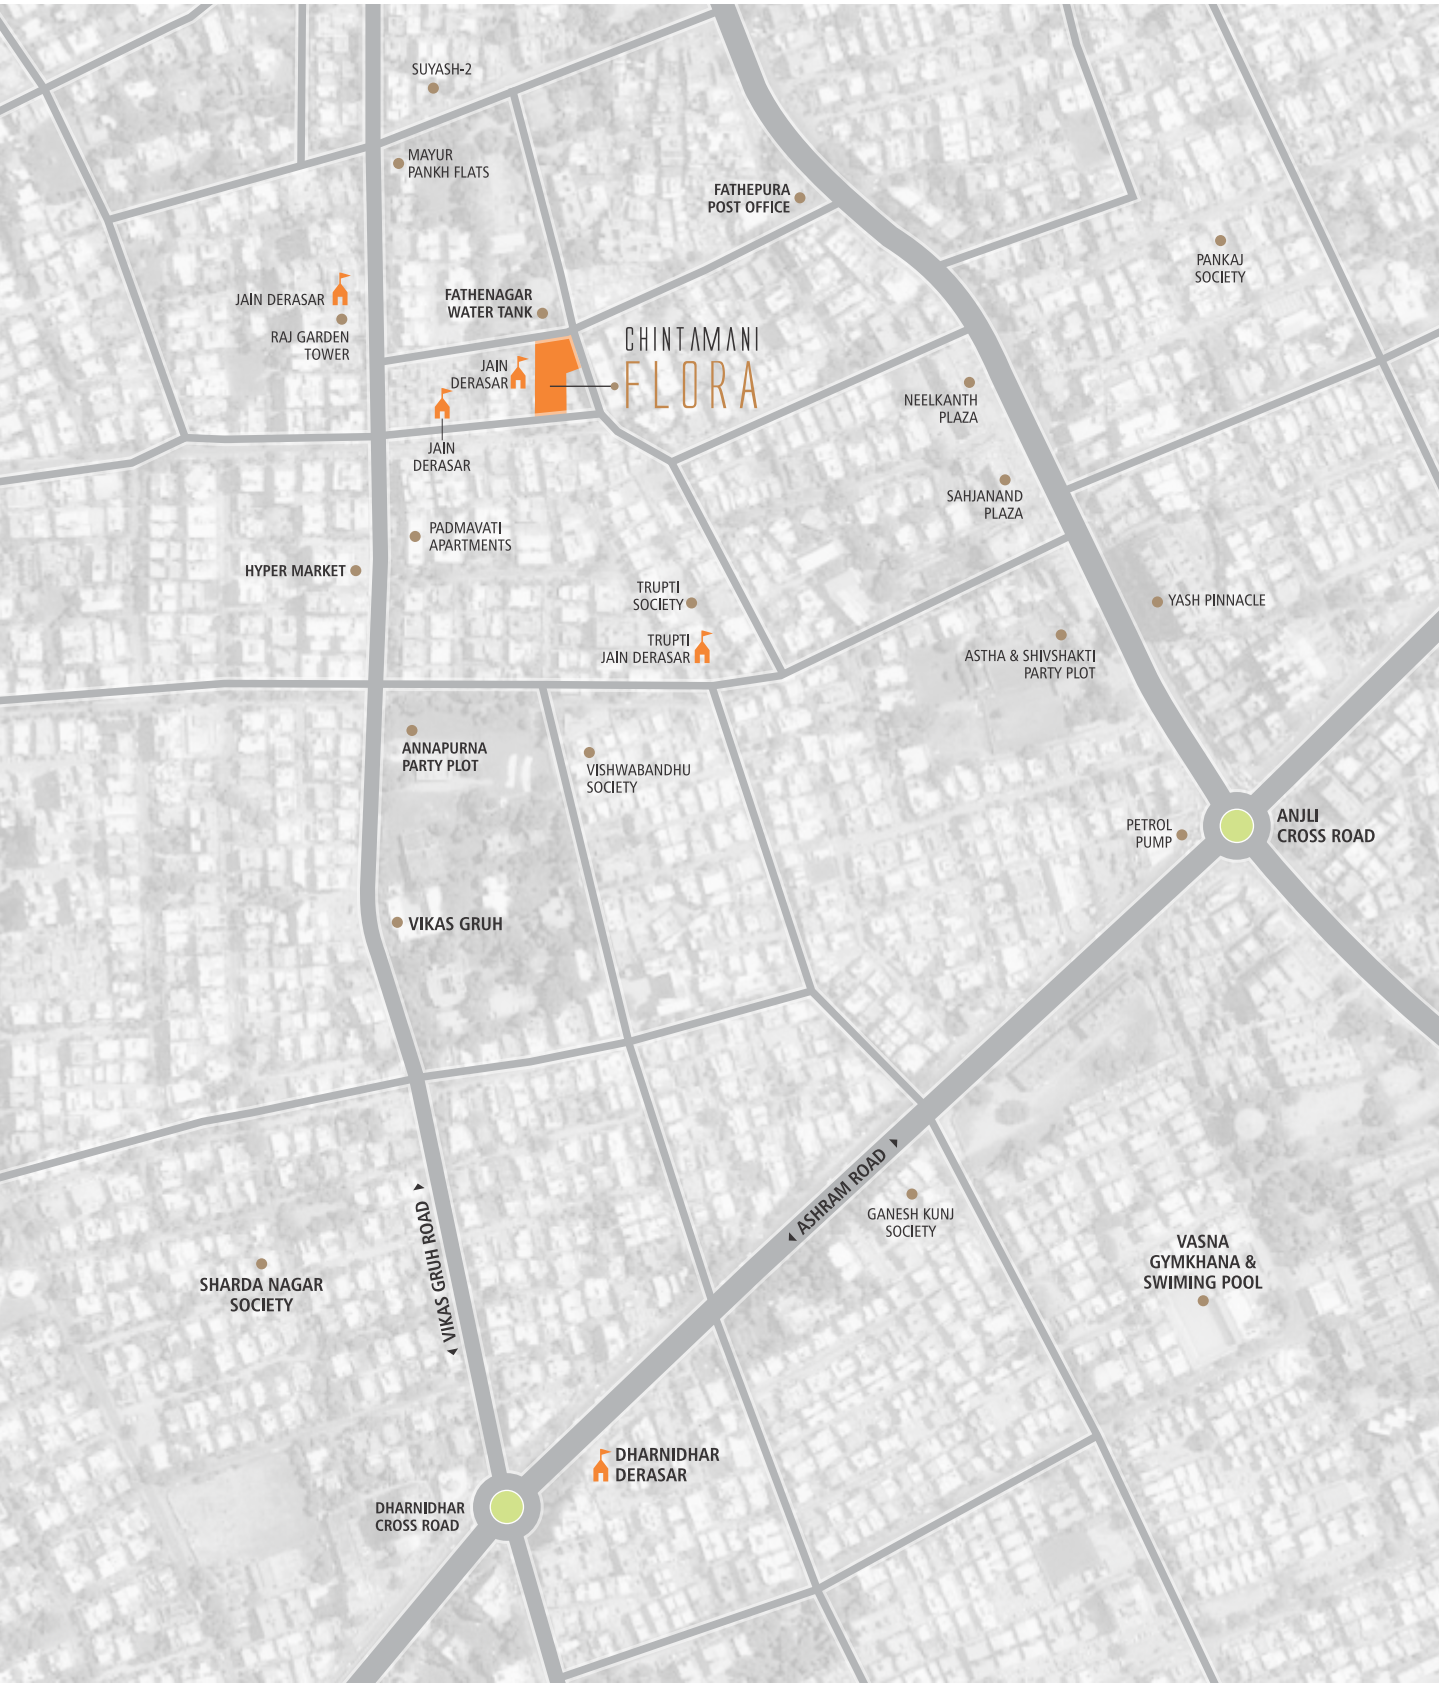 SUYASH-2
MAYUR
PANKH FLATS
FATHEPURA
POST OFFICE
PANKAJ
SOCIETY
JAIN DERASAR
RAJ GARDEN
TOWER
FATHENAGAR
WATER TANK
CHINTAMANI
FLORA
JAIN
DERASAR
JAIN
DERASAR
NEELKANTH
PLAZA
SAHJANAND
PLAZA
PADMAVATI
APARTMENTS
HYPER MARKET
TRUPTI
SOCIETY
TRUPTI
JAIN DERASAR
YASH PINNACLE
ASTHA & SHIVSHAKTI
PARTY PLOT
ANNAPURNA
PARTY PLOT
VISHWABANDHU
SOCIETY
PETROL
PUMP
ANJLI
CROSS ROAD
VIKAS GRUH
ASHRAM ROAD
VIKAS GRUH ROAD
GANESH KUNJ
SOCIETY
VASNA
GYMKHANA &
SWIMING POOL
SHARDA NAGAR
SOCIETY
DHARNIDHAR
DERASAR
DHARNIDHAR
CROSS ROAD